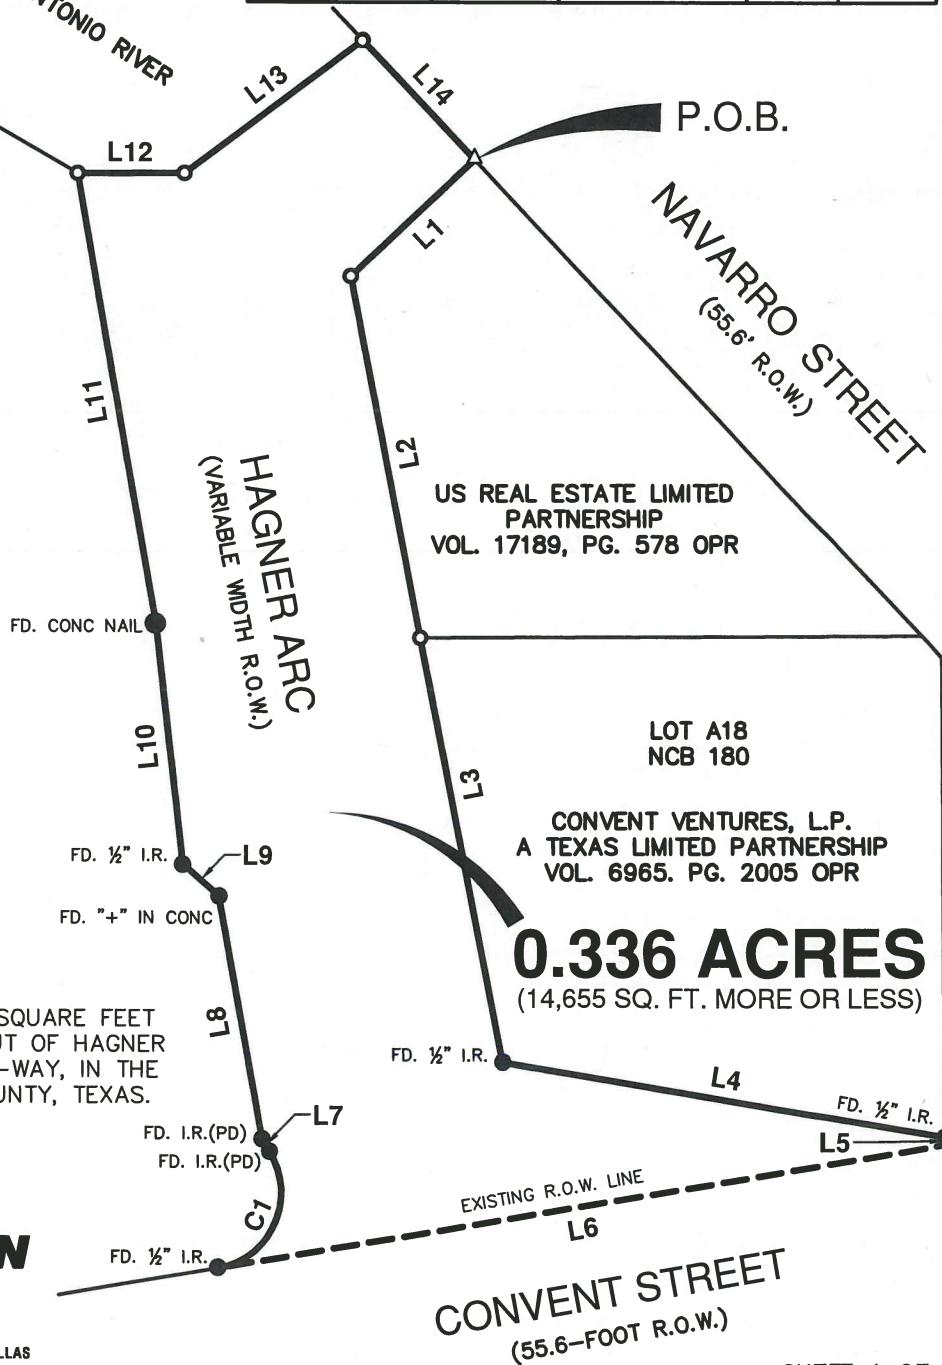 RIVER
L13
L14
P.O.B.
L12
L1
NAVARRO STREET
(55.6' R.O.W.)
L11
L2
HAGNER ARC
(VARIABLE WIDTH R.O.W.)
US REAL ESTATE LIMITED
PARTNERSHIP
VOL. 17189, PG. 578 OPR
FD. CONC NAIL
L10
L3
LOT A18
NCB 180
CONVENT VENTURES, L.P.
A TEXAS LIMITED PARTNERSHIP
VOL. 6965. PG. 2005 OPR
FD. ½" I.R.
L9
FD. "+" IN CONC
0.336 ACRES
(14,655 SQ. FT. MORE OR LESS)
L8
SQUARE FEET
OF HAGNER
-WAY, IN THE
TEXAS.
FD. ½" I.R.
L4
FD. ½" I.R.
L5
FD. I.R.(PD)
L7
FD. I.R.(PD)
C1
EXISTING R.O.W. LINE
L6
FD. ½" I.R.
N
CONVENT STREET
(55.6-FOOT R.O.W.)